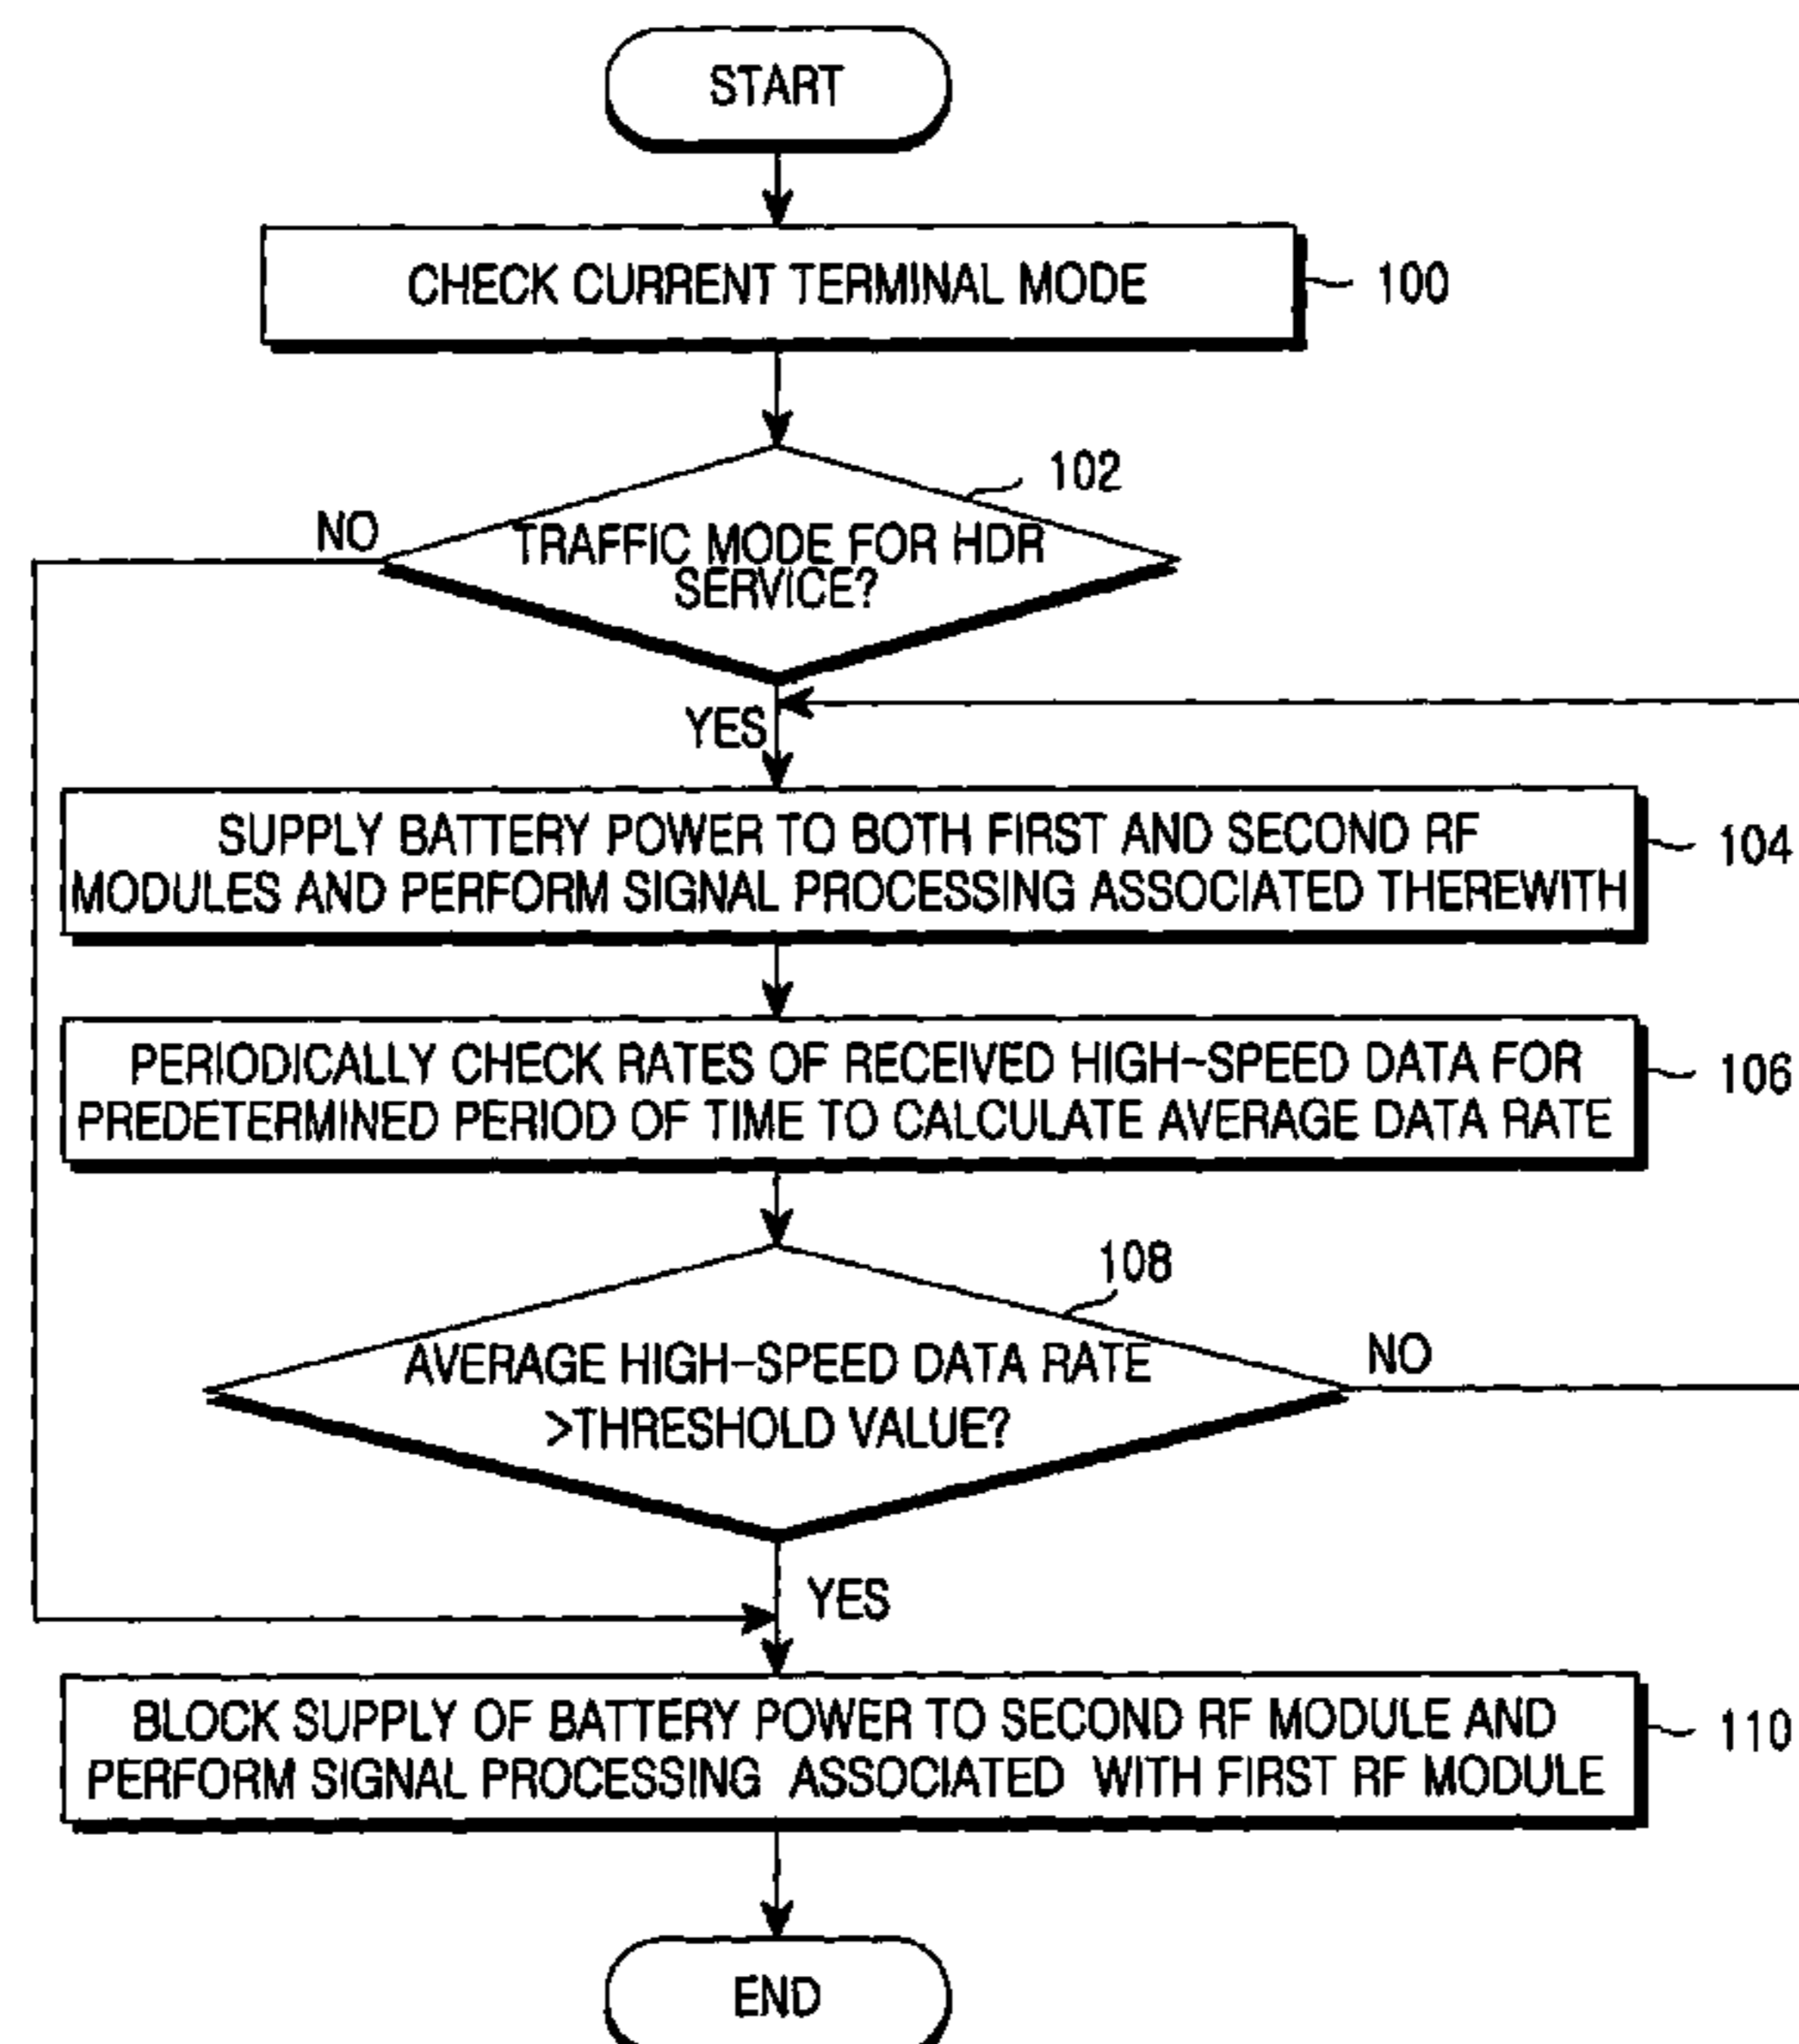 START
CHECK CURRENT TERMINAL MODE
100
102
NO
TRAFFIC MODE FOR HDR
SERVICE?
YES
SUPPLY BATTERY POWER TO BOTH FIRST AND SECOND RF
MODULES AND PERFORM SIGNAL PROCESSING ASSOCIATED THEREWITH
104
PERIODICALLY CHECK RATES OF RECEIVED HIGH-SPEED DATA FOR
PREDETERMINED PERIOD OF TIME TO CALCULATE AVERAGE DATA RATE
106
108
AVERAGE HIGH-SPEED DATA RATE
>THRESHOLD VALUE?
NO
YES
BLOCK SUPPLY OF BATTERY POWER TO SECOND RF MODULE AND
PERFORM SIGNAL PROCESSING ASSOCIATED WITH FIRST RF MODULE
110
END